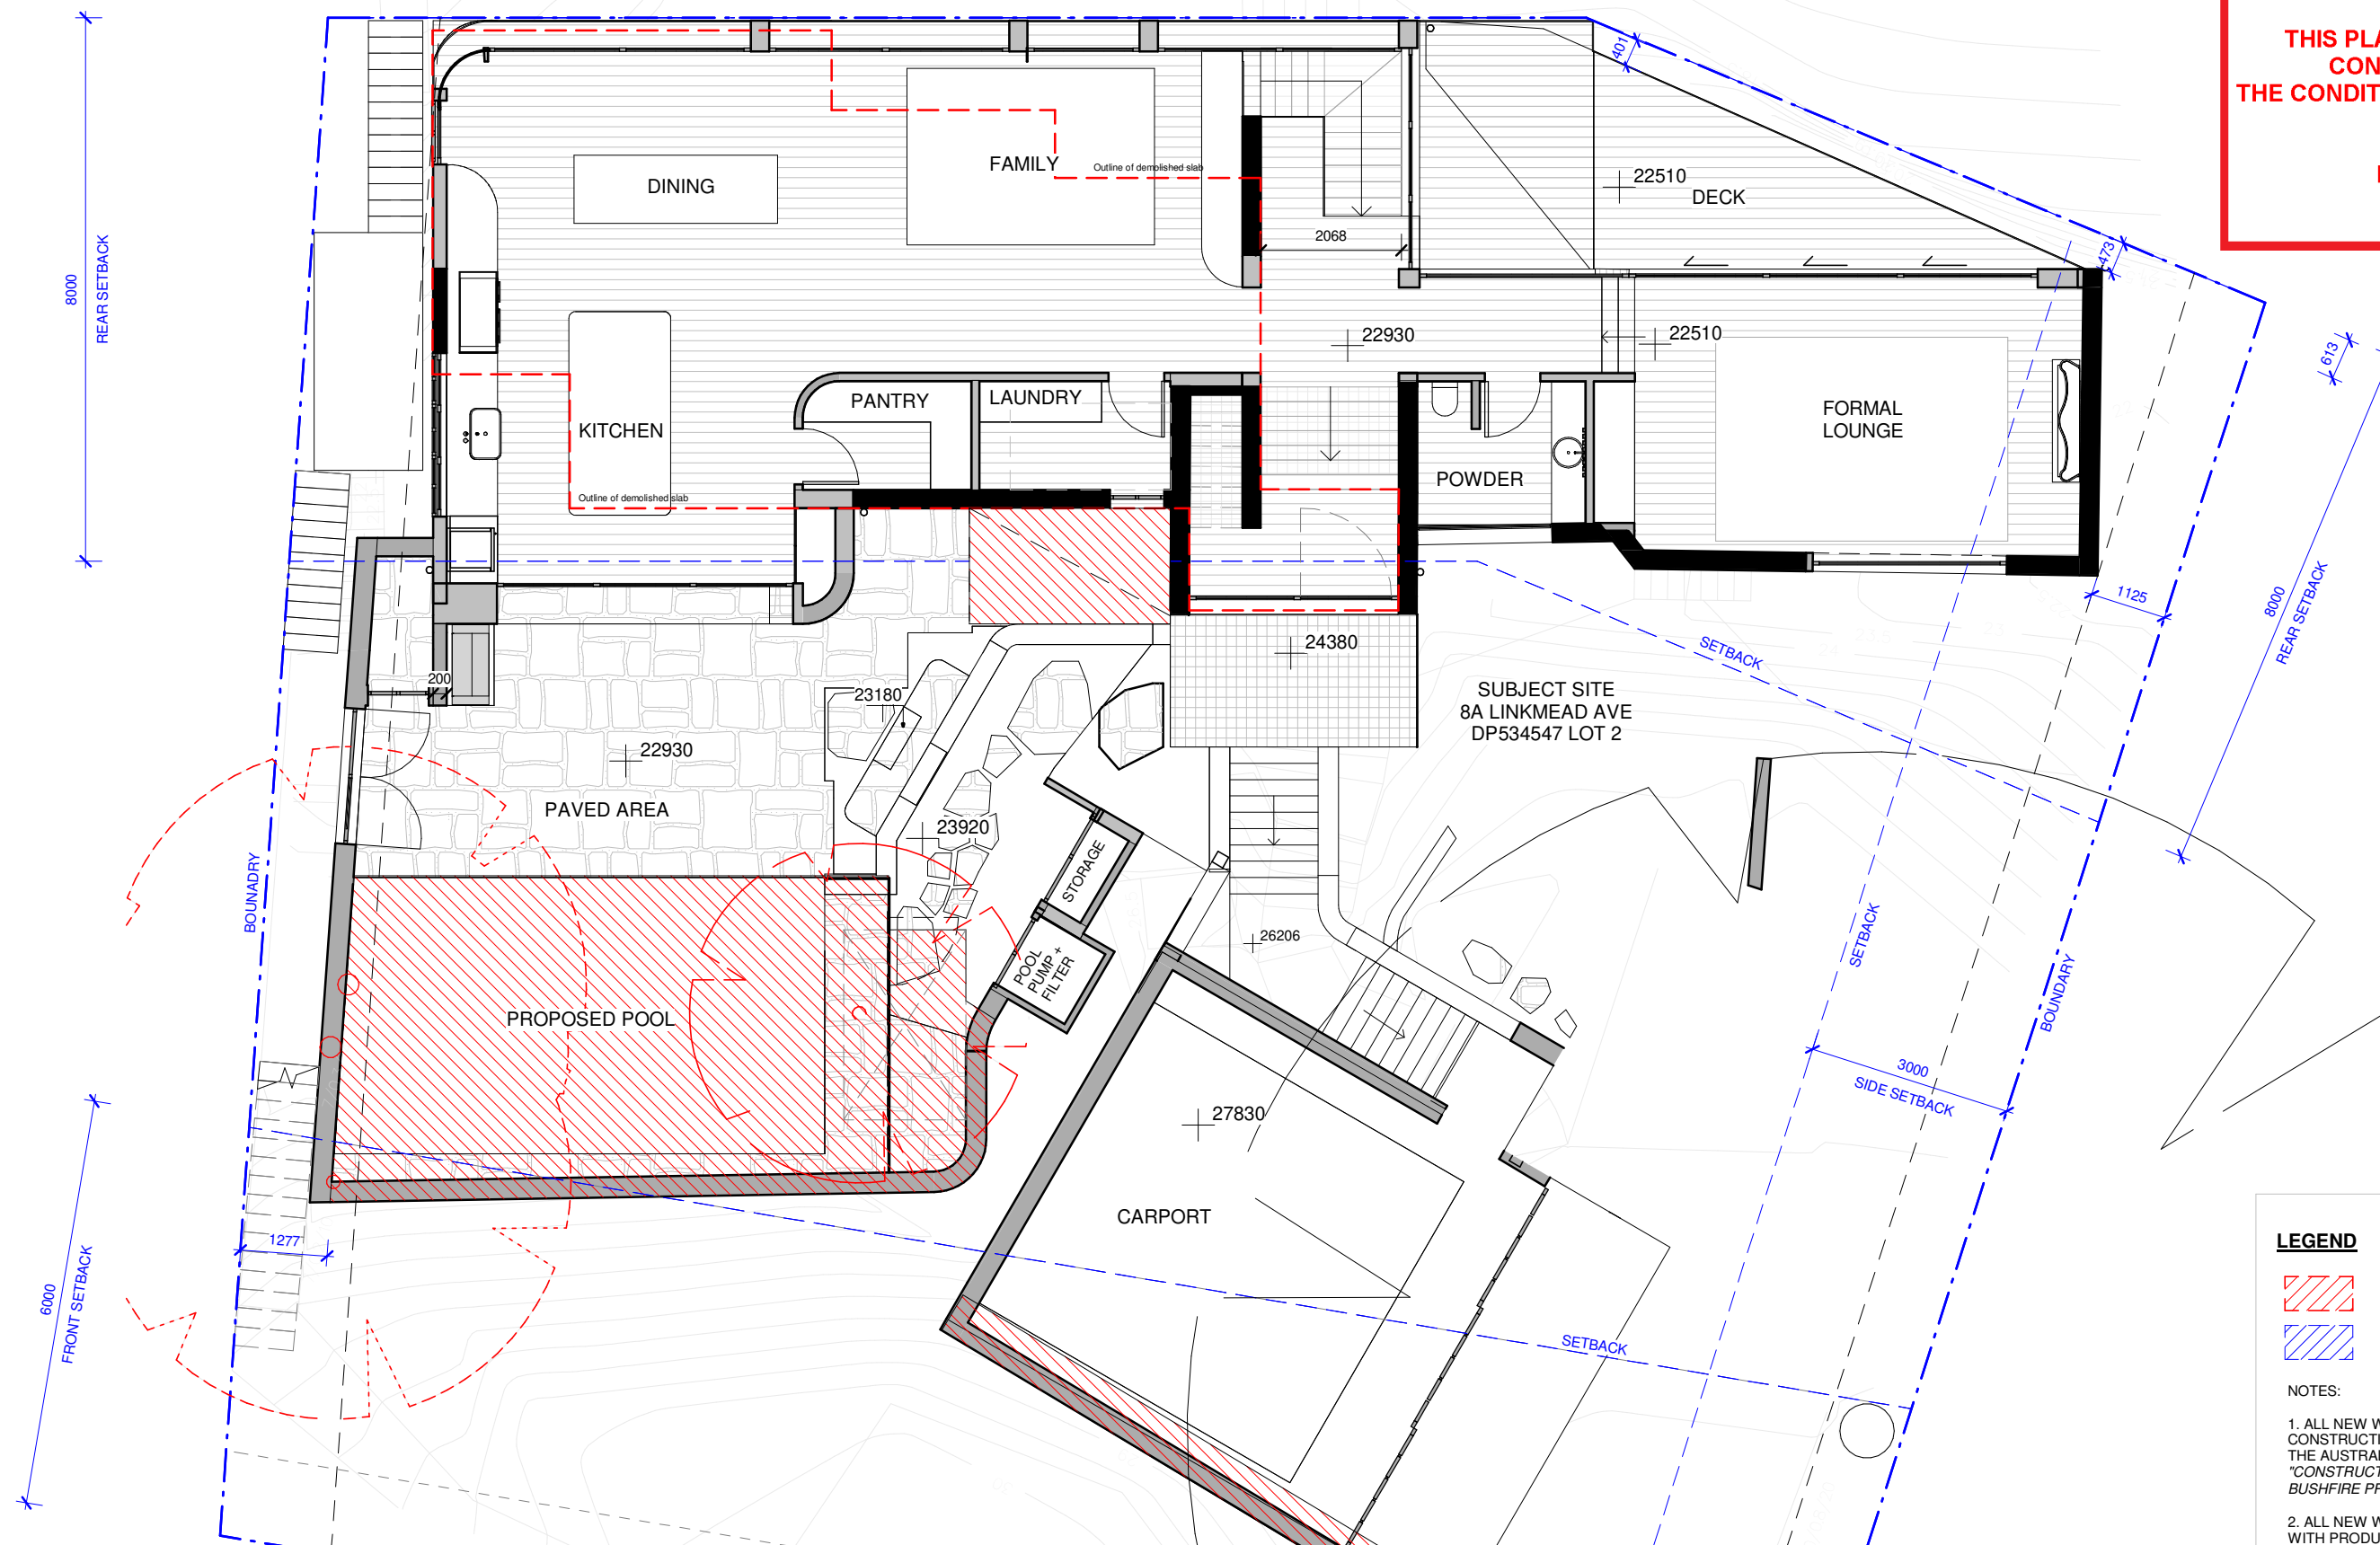 THIS PLA
CON
THE CONDIT
401
DINING
FAMILY
Outline of demolished slab
22510
DECK
2068
473
8000
REAR SETBACK
22930
22510
613
PANTRY
LAUNDRY
FORMAL
LOUNGE
KITCHEN
POWDER
Outline of demolished slab
1125
8000
REAR SETBACK
24380
SETBACK
200
23180
SUBJECT SITE
8A LINKMEAD AVE
DP534547 LOT 2
22930
PAVED AREA
23920
STORAGE
BOUNADRY
26206
SETBACK
POOL
PUMP +
FILTER
BOUNDARY
PROPOSED POOL
3000
SIDE SETBACK
27830
CARPORT
1277
6000
FRONT SETBACK
SETBACK
LEGEND
NOTES:
1. ALL NEW W
CONSTRUCTI
THE AUSTRAL
"CONSTRUCT
BUSHFIRE PR
2. ALL NEW W
WITH PRODU